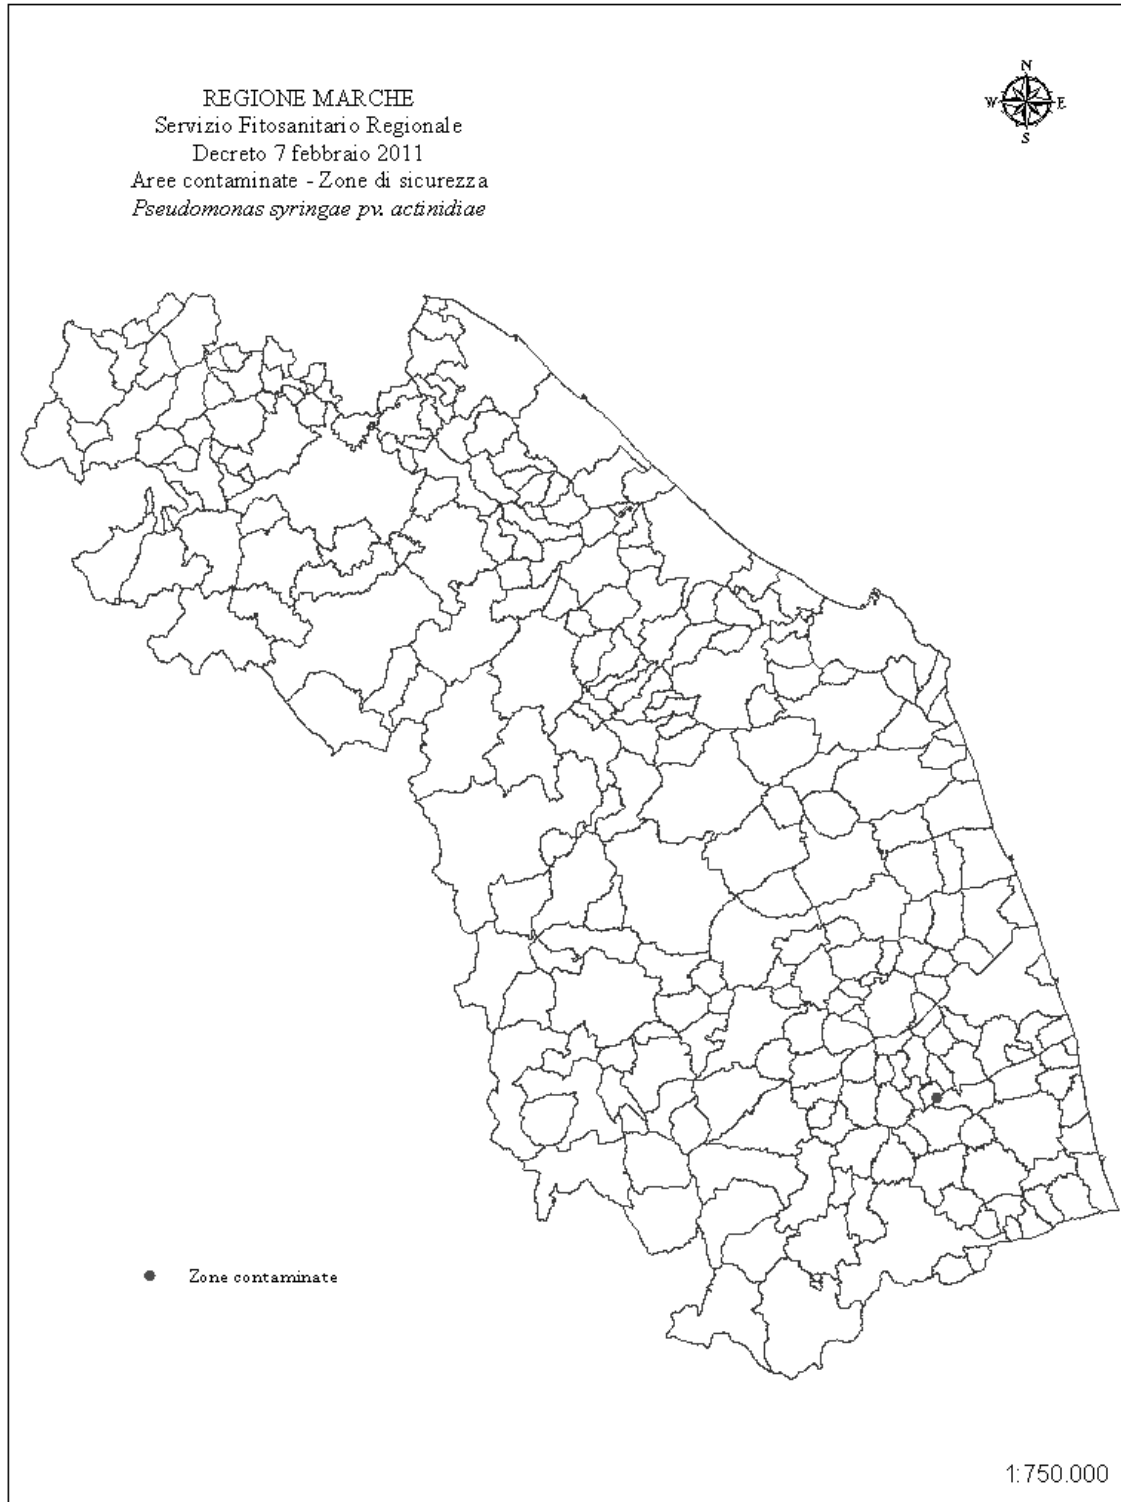 REGIONE MARCHE
Servizio Fitosanitario Regionale
Decreto 7 febbraio 2011
Aree contaminate - Zone di sicurezza
Pseudomonas syringae pv. actinidiae
N
W E
S
Zone contaminate
1:750.000